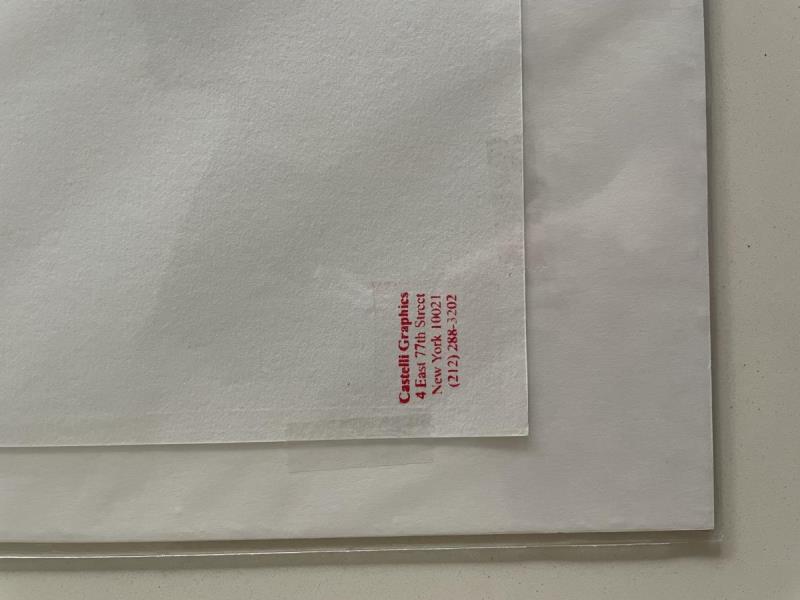 Castelli Graphics
4 East 77th Street
New York 10021
(212) 288-3202